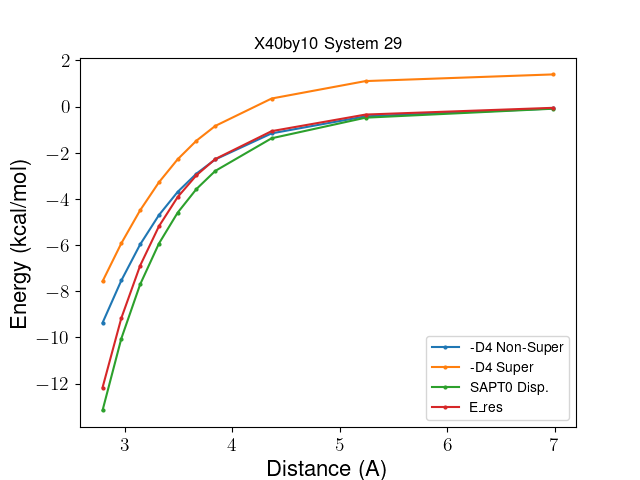 X40by10 System 29
Energy (kcal/mol)
2
0
−2
−4
−6
−8
−10
−12
3
4
5
6
7
Distance (A)
-D4 Non-Super
-D4 Super
SAPT0 Disp.
E_res